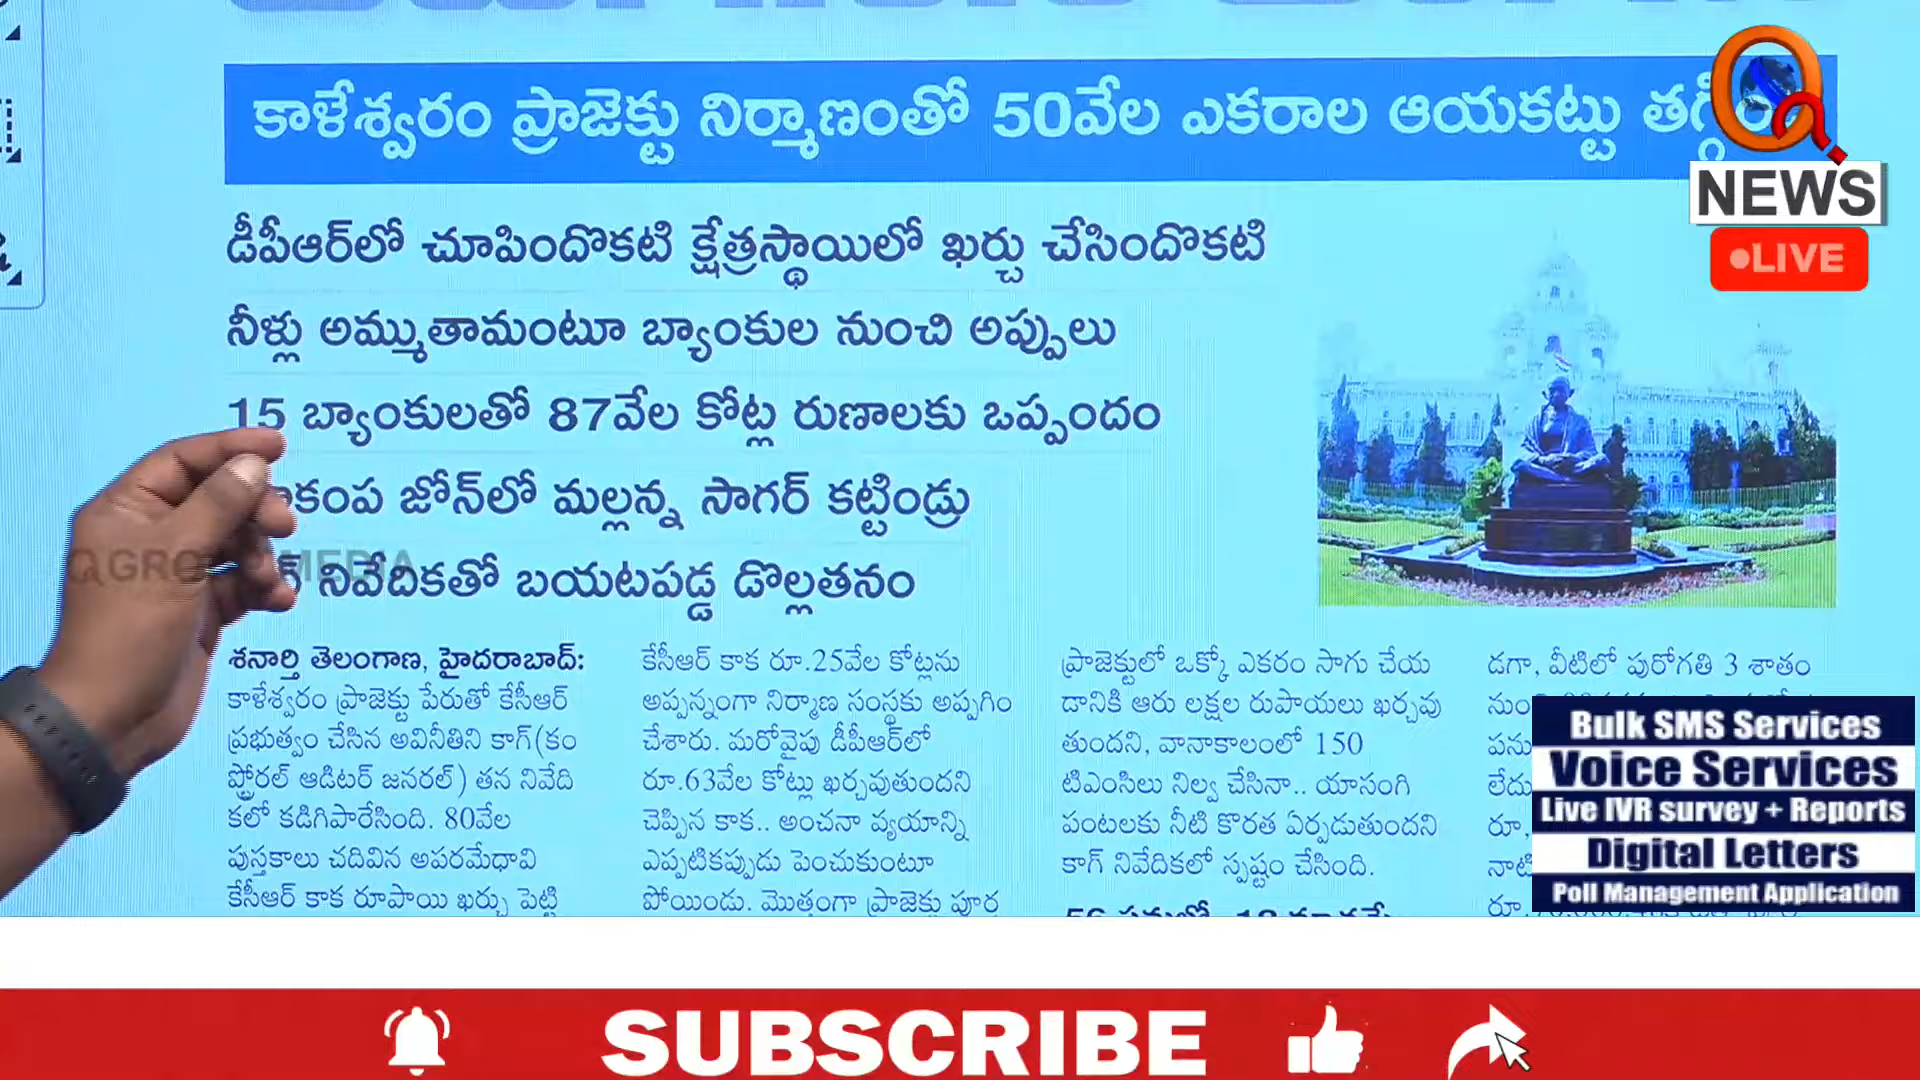 కాళేశ్వరం ప్రాజెక్టు నిర్మాణంతో 50వేల ఎకరాల ఆయకట్టు
NEWS
LIVE
డీపీఆర్‌లో చూపిందొకటి క్షేత్రస్థాయిలో ఖర్చు చేసిందొకటి
నీళ్లు అమ్ముతామంటూ బ్యాంకుల నుంచి అప్పులు
15 బ్యాంకులతో 87వేల కోట్ల రుణాలకు ఒప్పందం
జోన్‌లో మల్లన్న సాగర్ కట్టిండ్రు
నివేదికతో బయటపడ్డ డొల్లతనం
శనార్తి తెలంగాణ, హైదరాబాద్:
కాళేశ్వరం ప్రాజెక్టు పేరుతో కేసీఆర్
ప్రభుత్వం చేసిన అవినీతిని కాగ్(కం
ప్ట్రోరల్ ఆడిటర్ జనరల్) తన నివేది
కలో కడిగిపారేసింది. 80వేల
పుస్తకాలు చదివిన అపరమేధావి
కేసీఆర్ కాక రూపాయి ఖర్చు పెట్టి
కేసీఆర్ కాక రూ.25వేల కోట్లను
అప్పన్నంగా నిర్మాణ సంస్థకు అప్పగిం
చేశారు. మరోవైపు డీపీఆర్‌లో
రూ.63వేల కోట్లు ఖర్చవుతుందని
చెప్పిన కాక.. అంచనా వ్యయాన్ని
ఎప్పటికప్పుడు పెంచుకుంటూ
పోయిండు. మొత్తంగా ప్రాజెక్టు పూర్త
ప్రాజెక్టులో ఒక్కో ఎకరం సాగు చేయ
డానికి ఆరు లక్షల రుపాయలు ఖర్చవు
తుందని, వానాకాలంలో 150
టిఎంసిలు నిల్వ చేసినా.. యాసంగి
పంటలకు నీటి కొరత ఏర్పడుతుందని
కాగ్ నివేదికలో స్పష్టం చేసింది.
డగా, వీటిలో పురోగతి 3 శాతం
Bulk SMS Services
Voice Services
Live IVR survey + Reports
Digital Letters
Poll Management Application
SUBSCRIBE